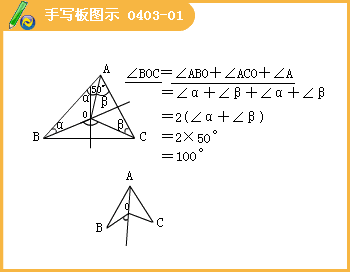 手写板图示 0403-01
A
50°
α
β
O
α
β
B
C
∠BOC=∠ABO+∠ACO+∠A
=∠α+∠β+∠α+∠β
=2(∠α+∠β)
=2×50°
=100°
A
O
B
C